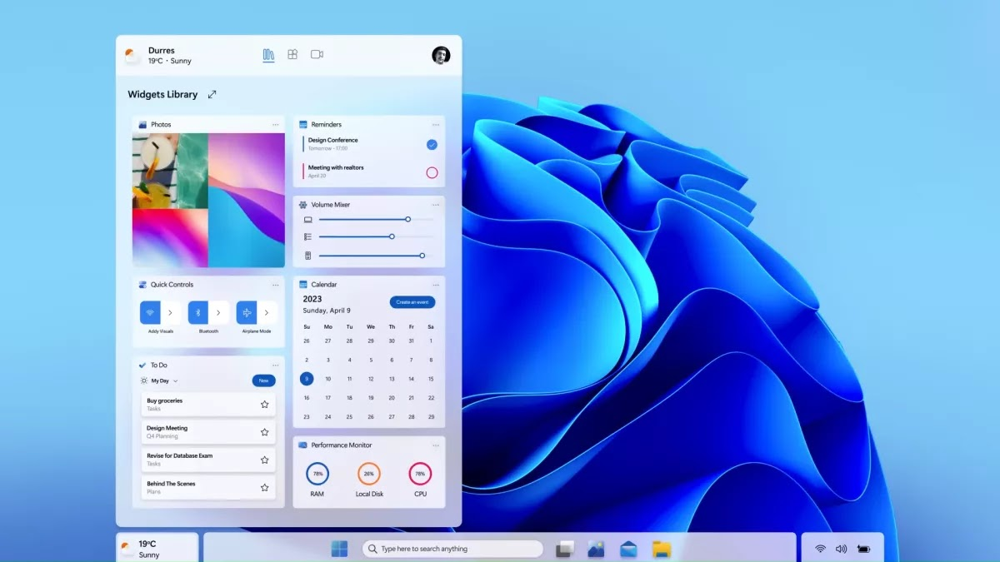 Durres
19°C · Sunny
Widgets Library
Photos
Quick Controls
Addy Visuals
Bluetooth
Airplane Mode
To Do
My Day
New
Buy groceries
Tasks
Design Meeting
Q4 Planning
Revise for Database Exam
Tasks
Behind The Scenes
Plans
Reminders
Design Conference
Tomorrow - 17:00
Meeting with realtors
April 20
Volume Mixer
Calendar
2023
Create an event
Sunday, April 9
Su Mo Tu We Th Fr Sa
26 27 28 29 30 31 1
2 3 4 5 6 7 8
9 10 11 12 13 14 15
16 17 18 19 20 21 22
23 24 25 26 27 28 29
Performance Monitor
78% 26% 78%
RAM Local Disk CPU
19°C
Sunny
Type here to search anything